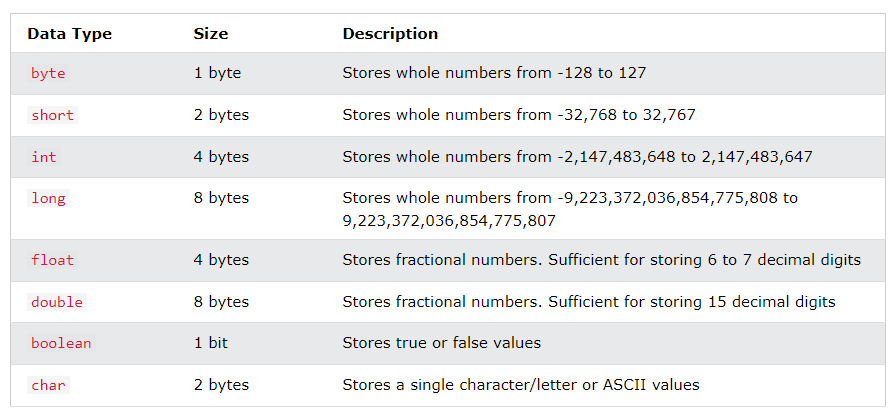 Data Type Size Description
byte 1 byte Stores whole numbers from -128 to 127
short 2 bytes Stores whole numbers from -32,768 to 32,767
int 4 bytes Stores whole numbers from -2,147,483,648 to 2,147,483,647
long 8 bytes Stores whole numbers from -9,223,372,036,854,775,808 to
9,223,372,036,854,775,807
float 4 bytes Stores fractional numbers. Sufficient for storing 6 to 7 decimal digits
double 8 bytes Stores fractional numbers. Sufficient for storing 15 decimal digits
boolean 1 bit Stores true or false values
char 2 bytes Stores a single character/letter or ASCII values